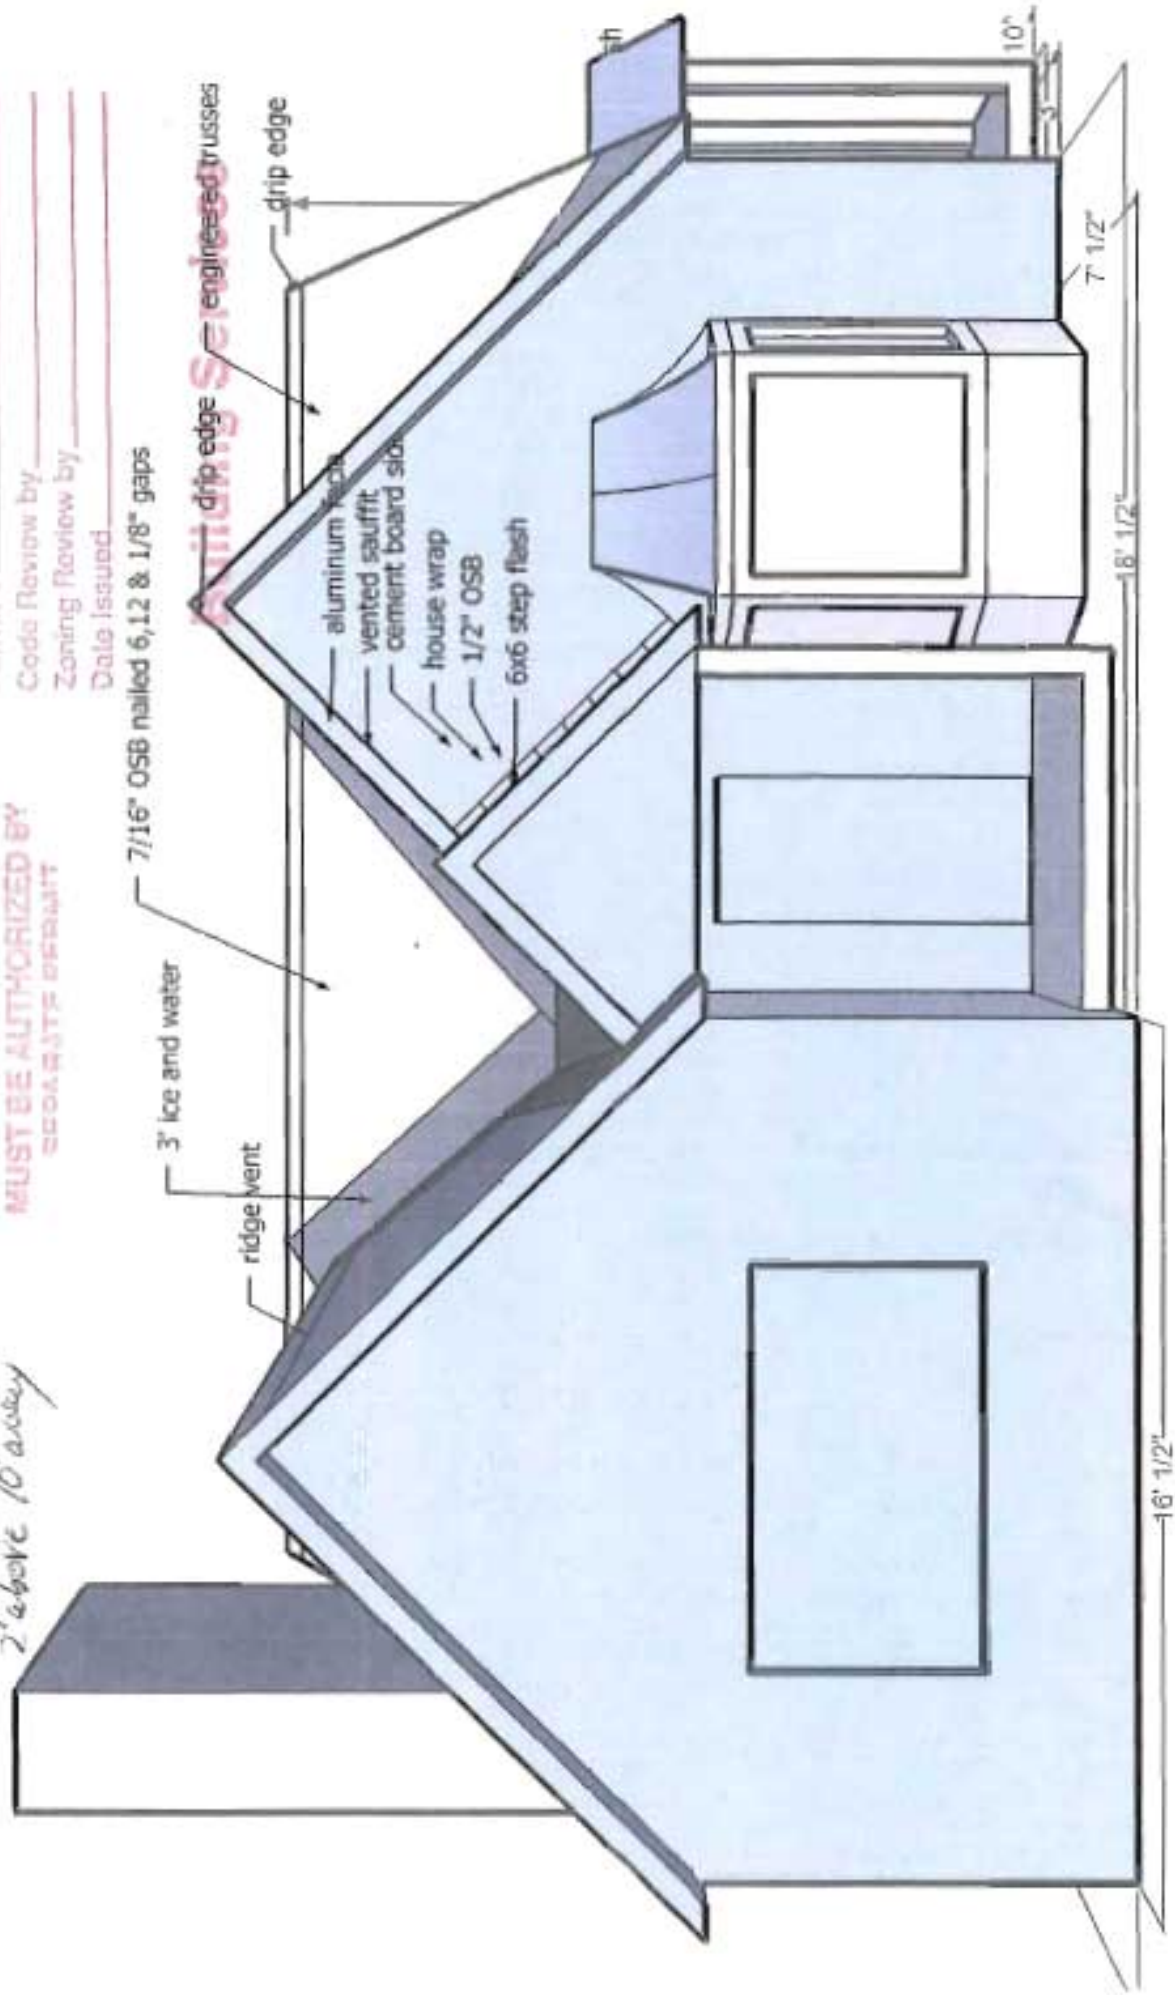 2' above 10 away
MUST BE AUTHORIZED BY
SEPARATE PERMIT
Code Review by
Zoning Review by
Date Issued
Building Services
7/16" OSB nailed 6,12 & 1/8" gaps
3' ice and water
ridge vent
drip edge
engineered trusses
drip edge
aluminum
vented sauffit
cement board
house wrap
1/2" OSB
6x6 step flash
10"
7' 1/2"
18' 1/2"
16' 1/2"